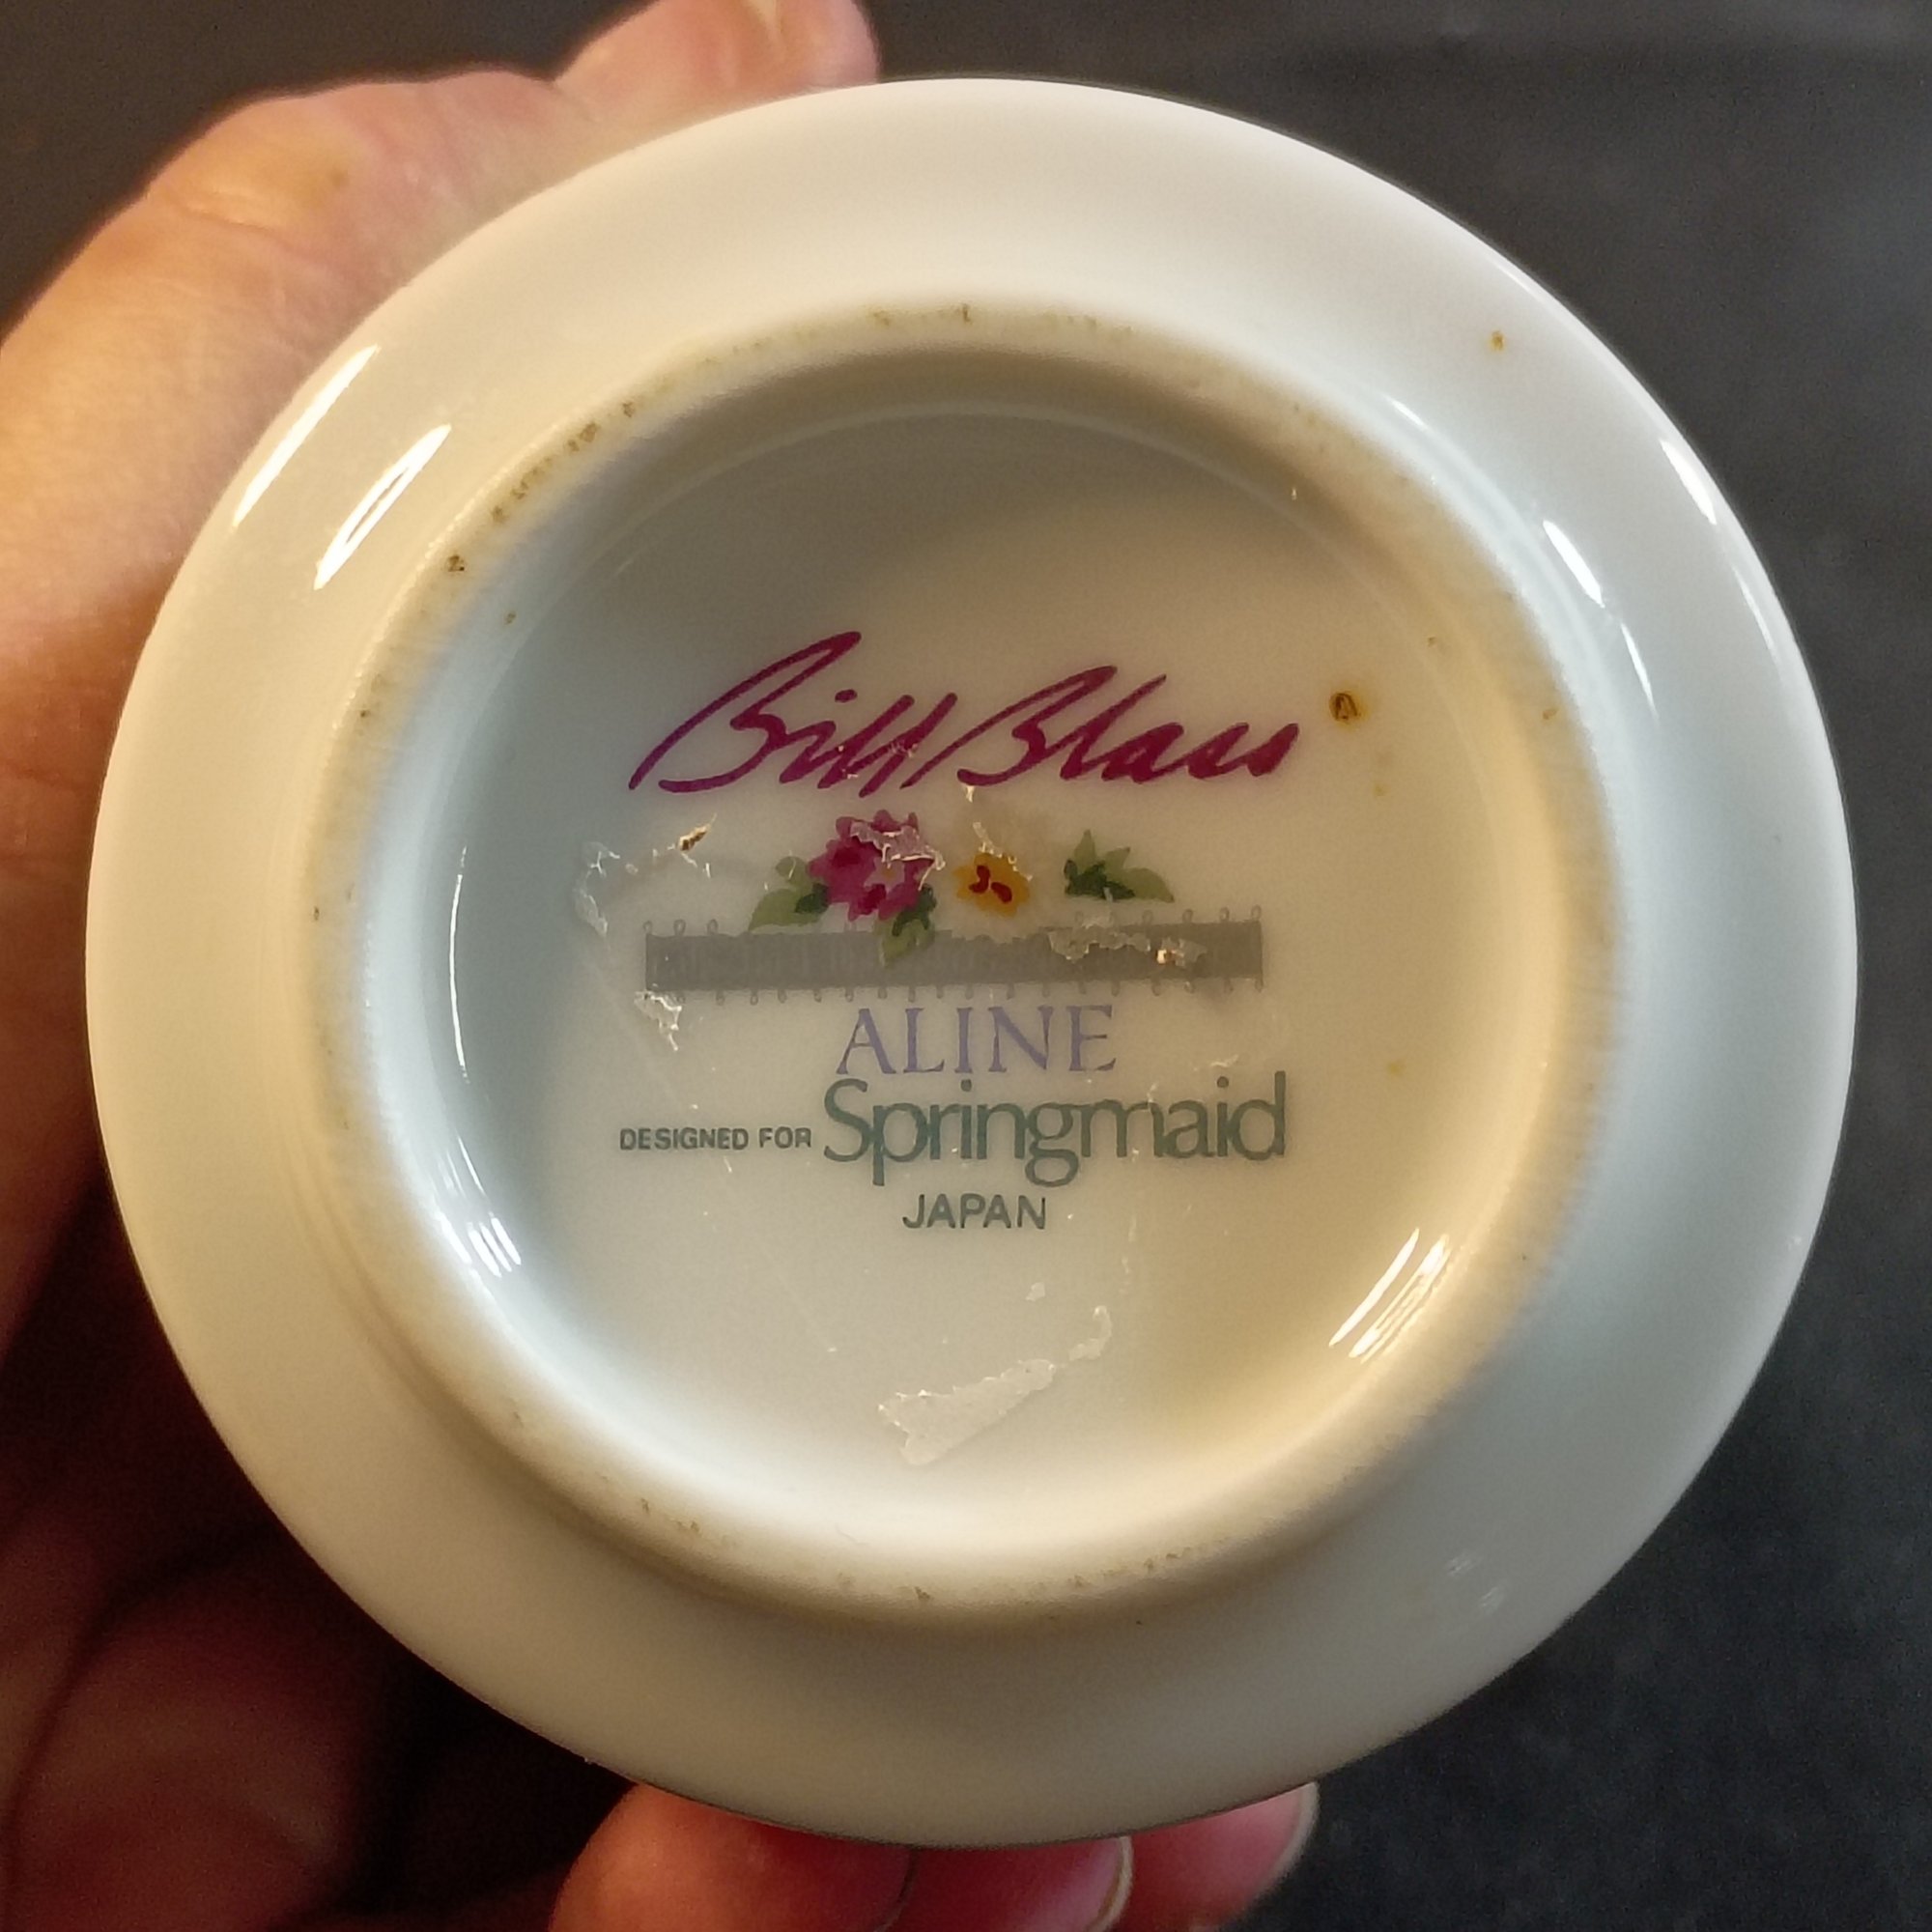 Bill Blass
ALINE
DESIGNED FOR Springmaid
JAPAN